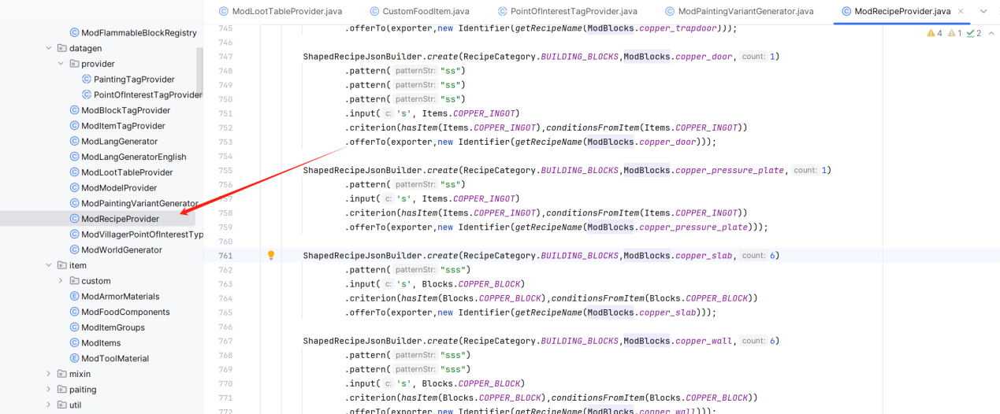 ModLootTableProvider.java
CustomFoodItem.java
PointOfInterestTagProvider.java
ModPaintingVariantGenerator.java
ModRecipeProvider.java
ModFlammableBlockRegistry
datagen
provider
PaintingTagProvider
PointOfInterestTagProvider
ModBlockTagProvider
ModItemTagProvider
ModLangGenerator
ModLangGeneratorEnglish
ModLootTableProvider
ModModelProvider
ModPaintingVariantGenerator
ModRecipeProvider
ModVillagerPointOfInterestTyp
ModWorldGenerator
item
custom
ModArmorMaterials
ModFoodComponents
ModItemGroups
ModItems
ModToolMaterial
mixin
paiting
util
4 1 2
745 .offerTo(exporter,new Identifier(getRecipeName(ModBlocks.copper_trapdoor)));
746
747 ShapedRecipeJsonBuilder.create(RecipeCategory.BUILDING_BLOCKS,ModBlocks.copper_door, count: 1)
748 .pattern( patternStr: "ss")
749 .pattern( patternStr: "ss")
750 .pattern( patternStr: "ss")
751 .input( c: 's', Items.COPPER_INGOT)
752 .criterion(hasItem(Items.COPPER_INGOT),conditionsFromItem(Items.COPPER_INGOT))
753 .offerTo(exporter,new Identifier(getRecipeName(ModBlocks.copper_door)));
754
755 ShapedRecipeJsonBuilder.create(RecipeCategory.BUILDING_BLOCKS,ModBlocks.copper_pressure_plate, count: 1)
756 .pattern( patternStr: "ss")
757 .input( c: 's', Items.COPPER_INGOT)
758 .criterion(hasItem(Items.COPPER_INGOT),conditionsFromItem(Items.COPPER_INGOT))
759 .offerTo(exporter,new Identifier(getRecipeName(ModBlocks.copper_pressure_plate)));
760
761 ShapedRecipeJsonBuilder.create(RecipeCategory.BUILDING_BLOCKS,ModBlocks.copper_slab, count: 6)
762 .pattern( patternStr: "sss")
763 .input( c: 's', Blocks.COPPER_BLOCK)
764 .criterion(hasItem(Blocks.COPPER_BLOCK),conditionsFromItem(Blocks.COPPER_BLOCK))
765 .offerTo(exporter,new Identifier(getRecipeName(ModBlocks.copper_slab)));
766
767 ShapedRecipeJsonBuilder.create(RecipeCategory.BUILDING_BLOCKS,ModBlocks.copper_wall, count: 6)
768 .pattern( patternStr: "sss")
769 .pattern( patternStr: "sss")
770 .input( c: 's', Blocks.COPPER_BLOCK)
771 .criterion(hasItem(Blocks.COPPER_BLOCK),conditionsFromItem(Blocks.COPPER_BLOCK))
772 .offerTo(exporter,new Identifier(getRecipeName(ModBlocks.copper_wall)));